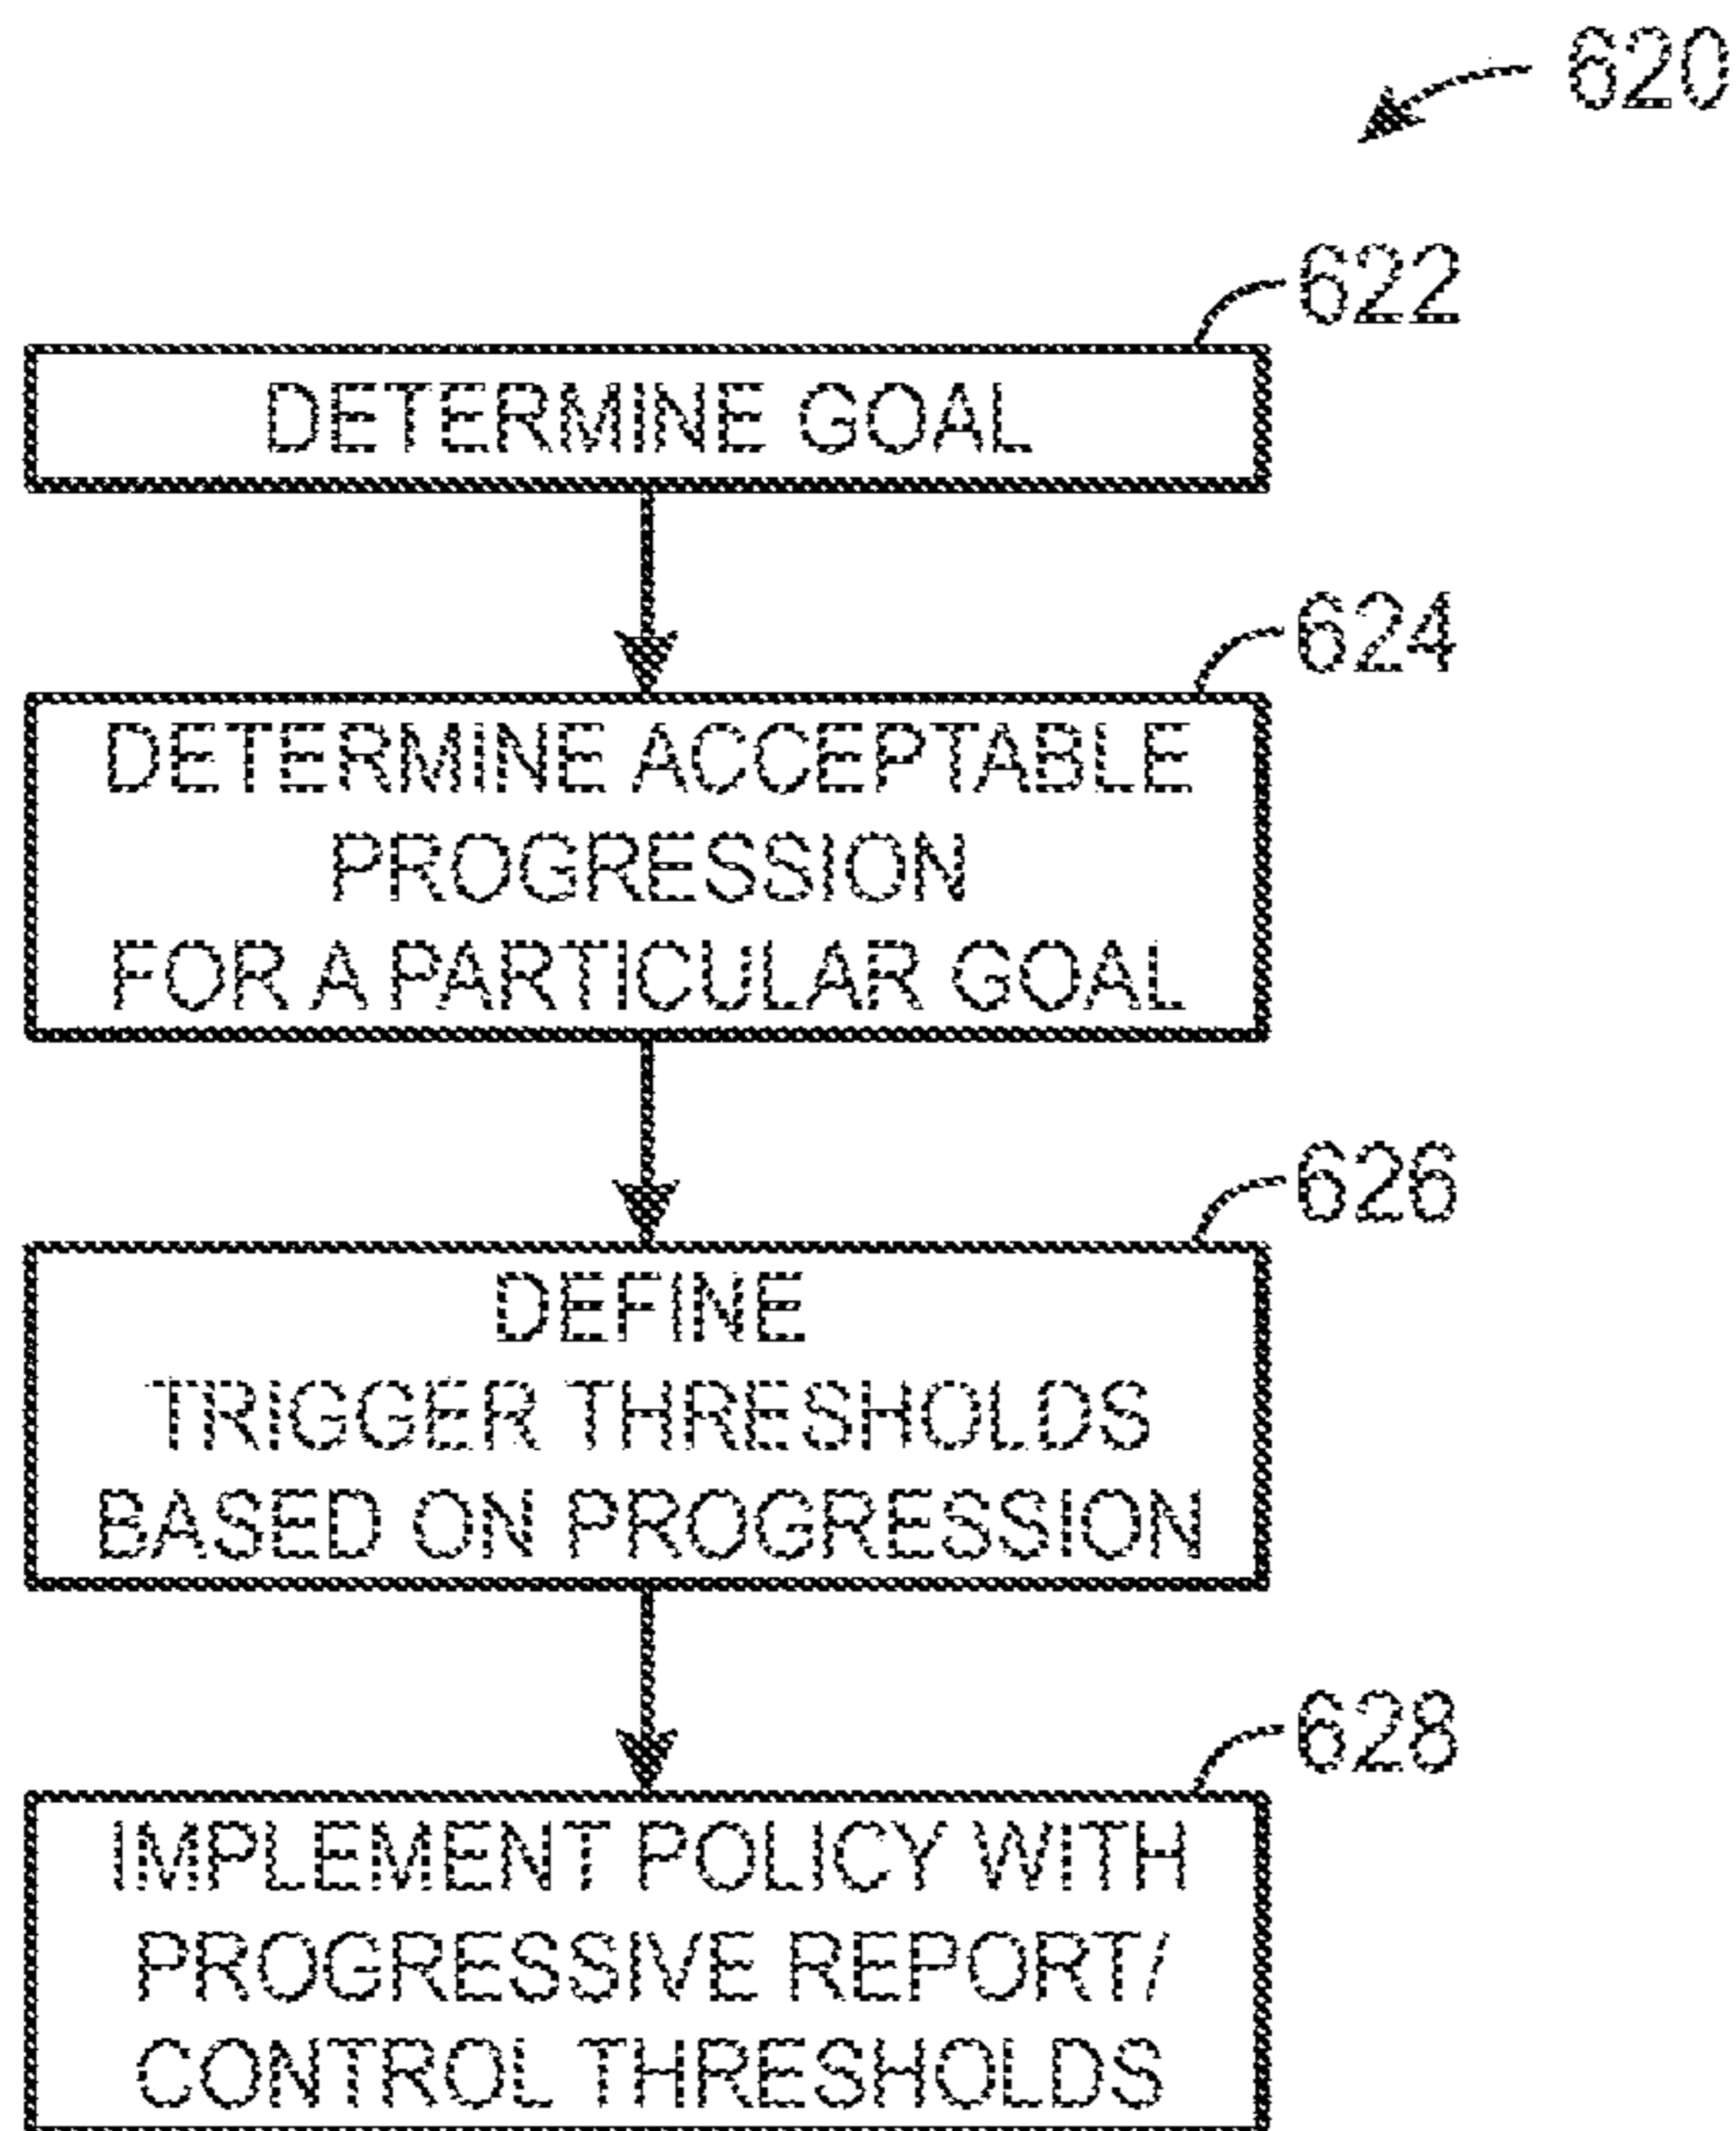 620
622
DETERMINE GOAL
624
DETERMINE ACCEPTABLE
PROGRESSION
FOR A PARTICULAR GOAL
626
DEFINE
TRIGGER THRESHOLDS
BASED ON PROGRESSION
628
IMPLEMENT POLICY WITH
PROGRESSIVE REPORT/
CONTROL THRESHOLDS